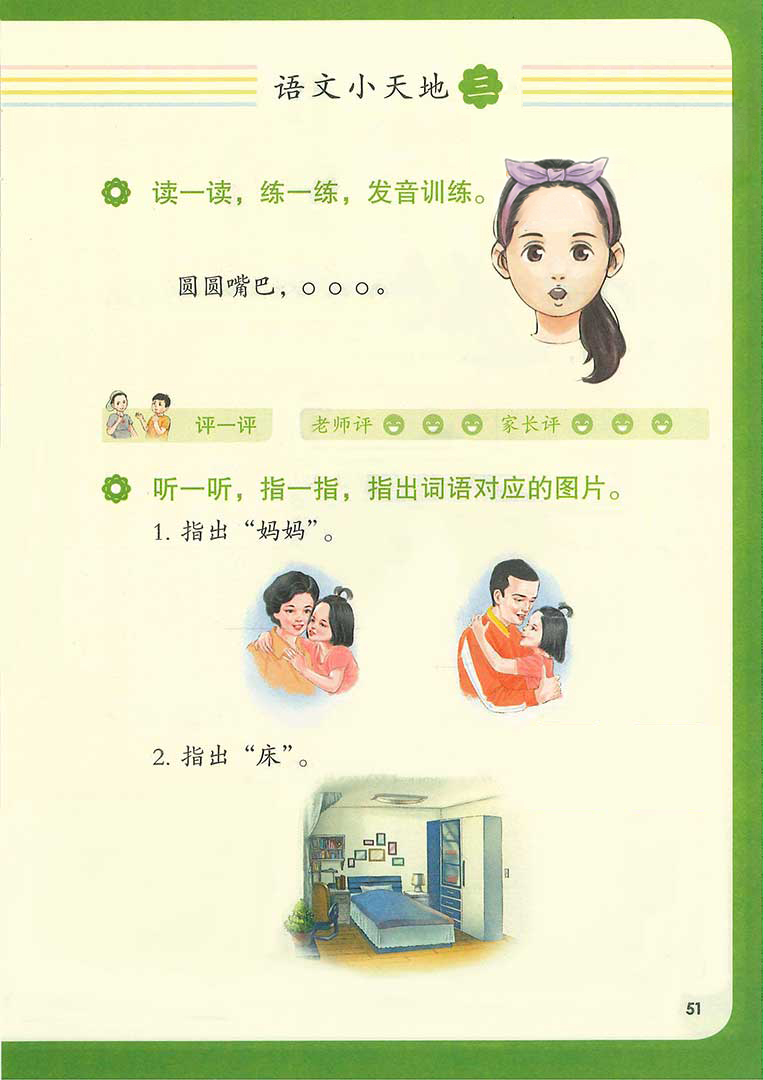 语文小天地 三
读一读，练一练，发音训练。
圆圆嘴巴，o o o。
评一评 老师评 家长评
听一听，指一指，指出词语对应的图片。
1. 指出“妈妈”。
2. 指出“床”。
51